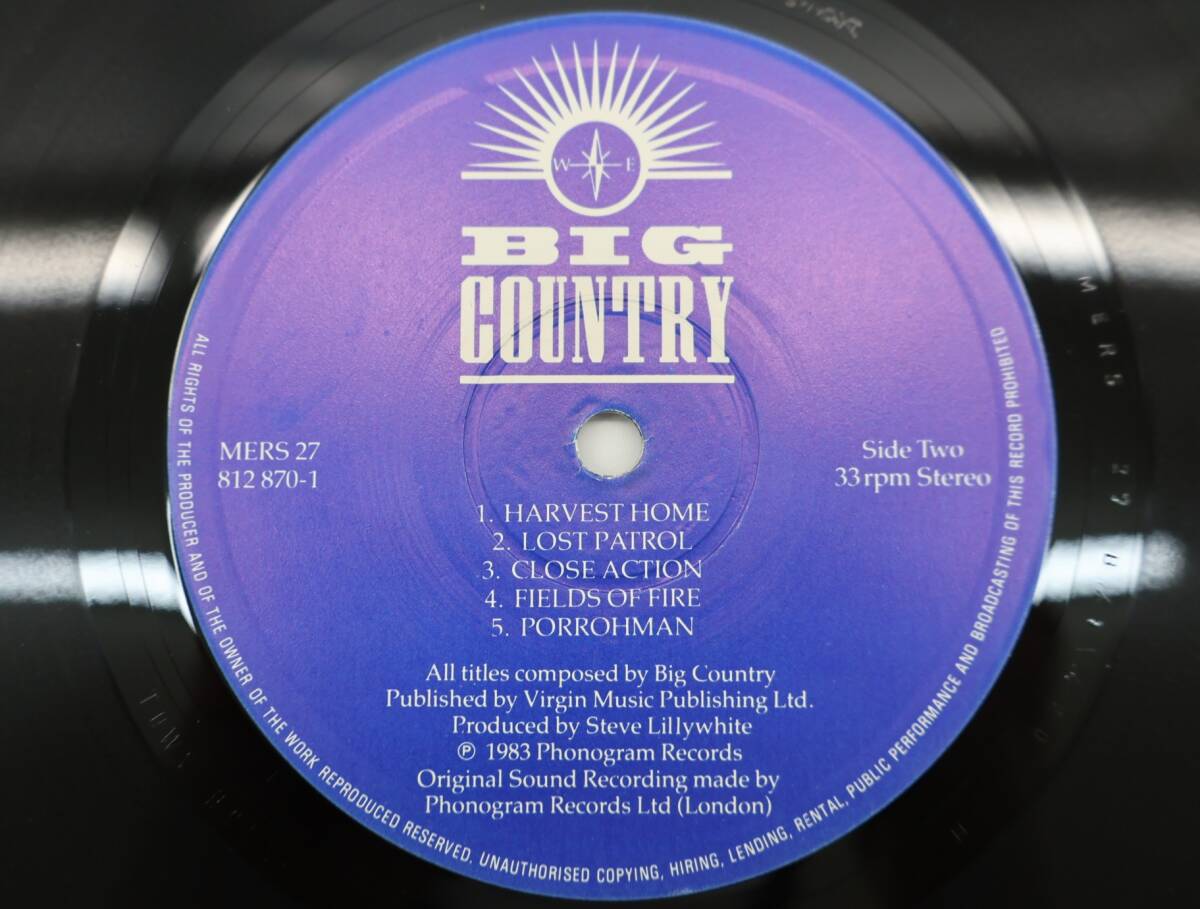 W E
BIG
COUNTRY
MERS 27
812 870-1
Side Two
33 rpm Stereo
1. HARVEST HOME
2. LOST PATROL
3. CLOSE ACTION
4. FIELDS OF FIRE
5. PORROHMAN
All titles composed by Big Country
Published by Virgin Music Publishing Ltd.
Produced by Steve Lillywhite
℗ 1983 Phonogram Records
Original Sound Recording made by
Phonogram Records Ltd (London)
ALL RIGHTS OF THE PRODUCER AND OF THE OWNER OF THE WORK REPRODUCED RESERVED. UNAUTHORISED COPYING, HIRING, LENDING, RENTAL, PUBLIC PERFORMANCE AND BROADCASTING OF THIS RECORD PROHIBITED
MERS 27